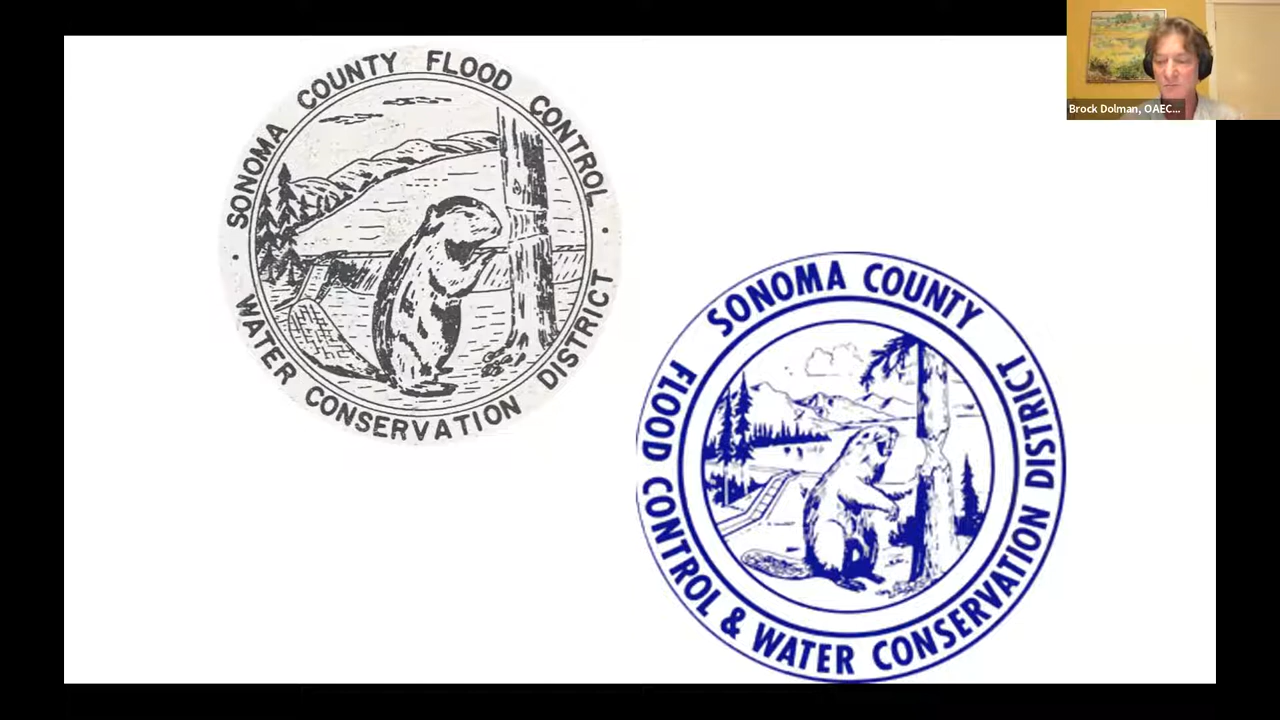 SONOMA COUNTY FLOOD CONTROL
WATER CONSERVATION DISTRICT
SONOMA COUNTY
FLOOD CONTROL & WATER CONSERVATION DISTRICT
Brock Dolman, OAEC...